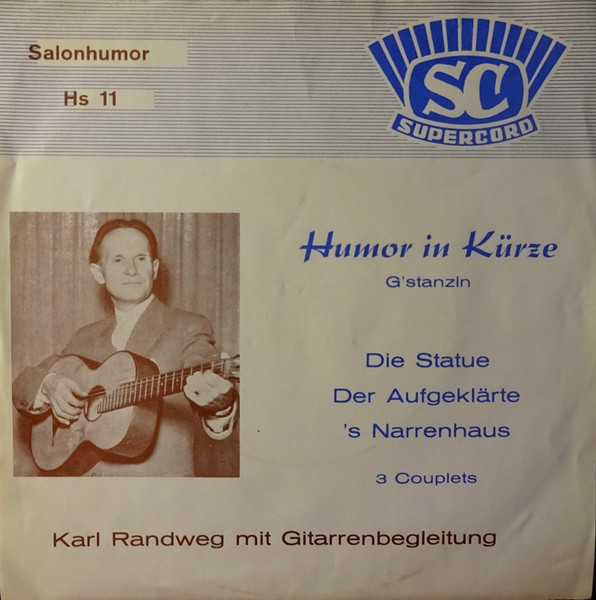 Salonhumor
Hs 11
SC
SUPERCORD
Humor in Kürze
G'stanzln
Die Statue
Der Aufgeklärte
's Narrenhaus
3 Couplets
Karl Randweg mit Gitarrenbegleitung